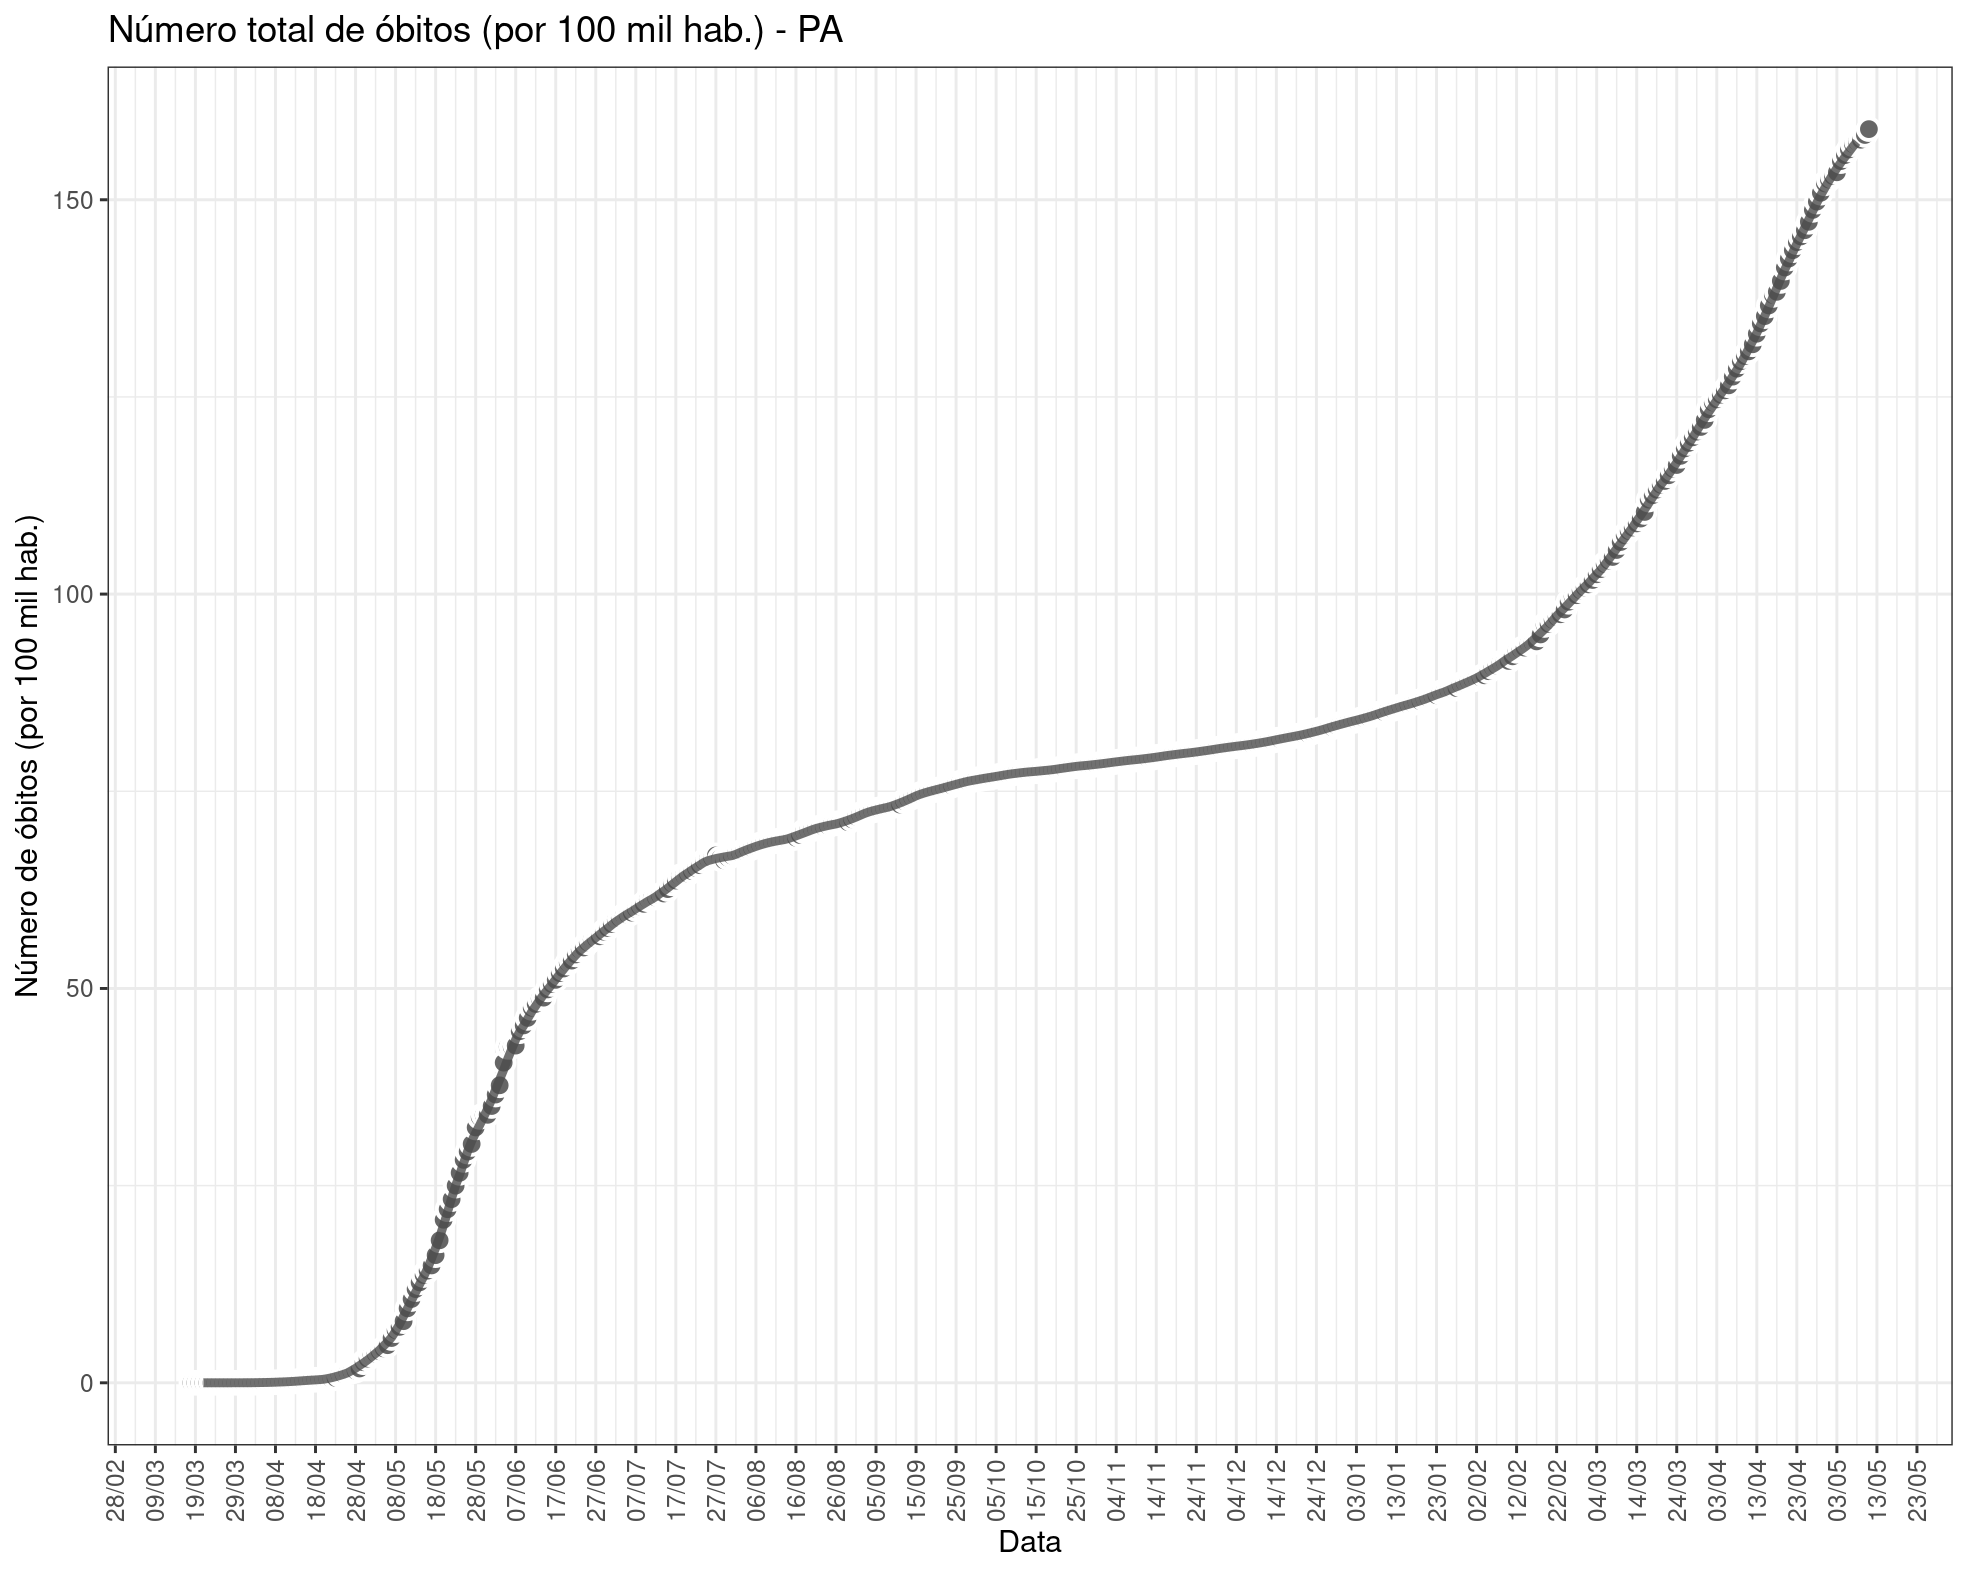 Número total de óbitos (por 100 mil hab.) - PA
Número de óbitos (por 100 mil hab.)
150
100
50
0
28/02 09/03 19/03 29/03 08/04 18/04 28/04 08/05 18/05 28/05 07/06 17/06 27/06 07/07 17/07 27/07 06/08 16/08 26/08 05/09 15/09 25/09 05/10 15/10 25/10 04/11 14/11 24/11 04/12 14/12 24/12 03/01 13/01 23/01 02/02 12/02 22/02 04/03 14/03 24/03 03/04 13/04 23/04 03/05 13/05 23/05
Data